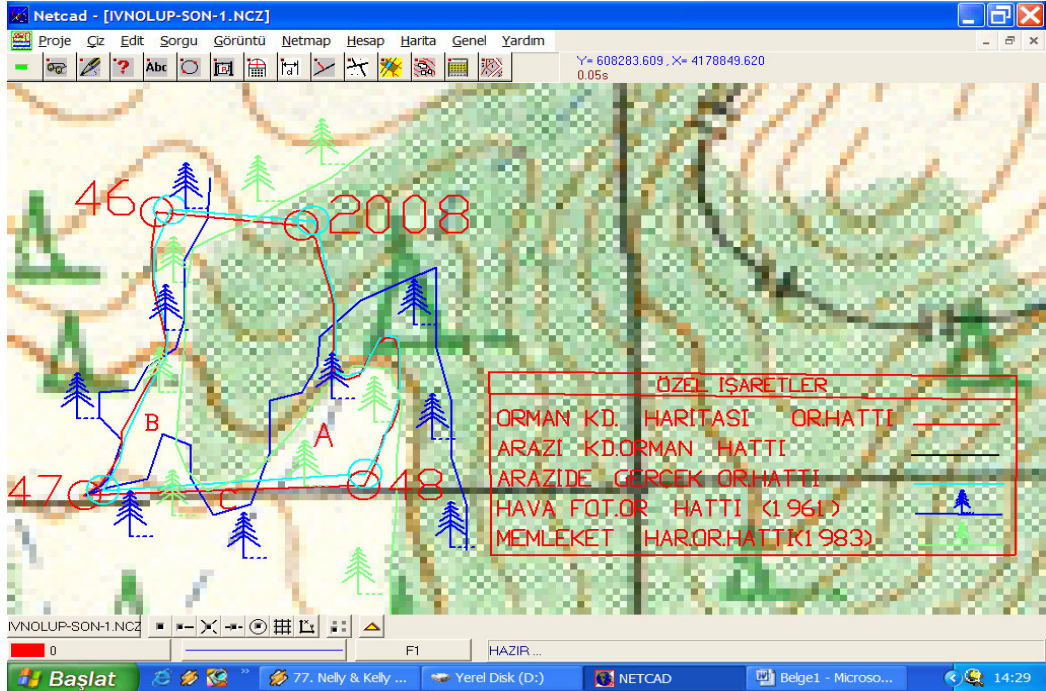 Netcad - [IVNOLUP-SON-1.NCZ]
Proje Çiz Edit Sorgu Görüntü Netmap Hesap Harita Genel Yardım
Abc
Y= 608283.609 , X= 4178849.620
0.05s
46
2008
B
A
47
C
48
ÖZEL İŞARETLER
ORMAN KD. HARİTASI OR.HATTI
ARAZİ KD.ORMAN HATTI
ARAZİDE GERÇEK OR.HATTI
HAVA FOT.OR HATTI (1961)
MEMLEKET HAR.OR.HATTI(1983)
IVNOLUP-SON-1.NCZ
0
F1
HAZIR ...
Başlat
77. Nelly & Kelly ...
Yerel Disk (D:)
NETCAD
Belge1 - Microso...
14:29